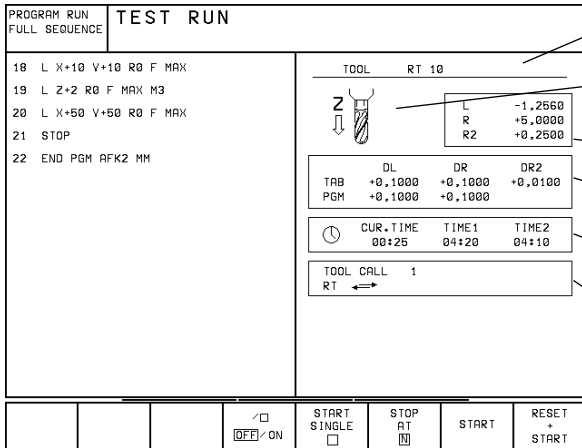 PROGRAM RUN
FULL SEQUENCE
TEST RUN
18 L X+10 V+10 R0 F MAX
19 L Z+2 R0 F MAX M3
20 L X+50 V+50 R0 F MAX
21 STOP
22 END PGM AFK2 MM
TOOL RT 10
Z
L -1,2560
R +5,0000
R2 +0,2500
DL DR DR2
TAB +0,1000 +0,1000 +0,0100
PGM +0,1000 +0,1000
CUR.TIME TIME1 TIME2
00:25 04:20 04:10
TOOL CALL 1
RT
/
OFF / ON
START
SINGLE
STOP
AT
N
START
RESET
+
START